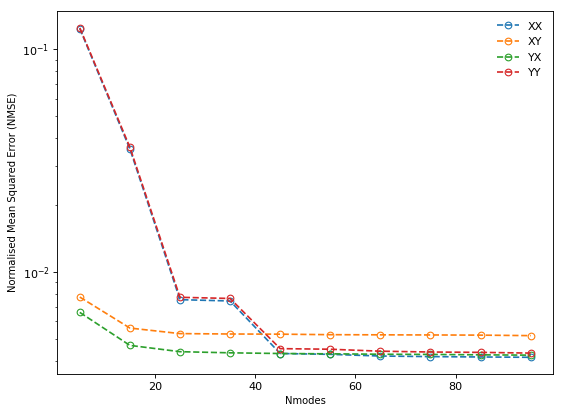 XX
XY
YX
YY
Normalised Mean Squared Error (NMSE)
10⁻¹
10⁻²
20 40 60 80
Nmodes